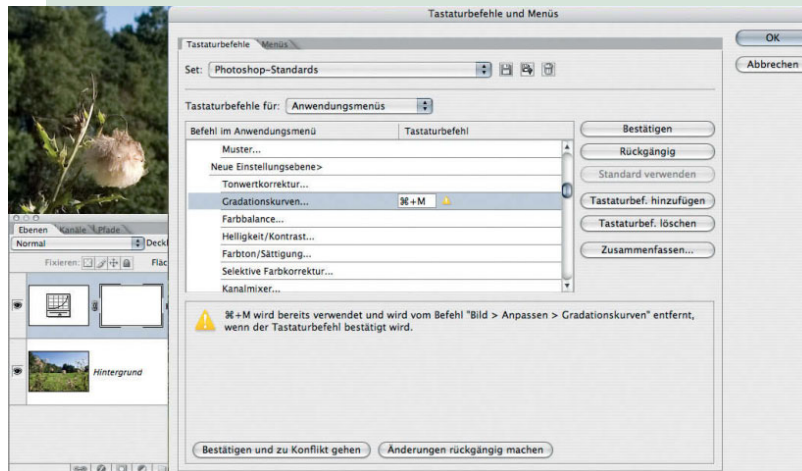 Tastaturbefehle und Menüs
Tastaturbefehle Menüs
Set: Photoshop-Standards
Tastaturbefehle für: Anwendungsmenüs
Befehl im Anwendungsmenü Tastaturbefehl
Muster...
Neue Einstellungsebene>
Tonwertkorrektur...
Gradationskurven... ⌘+M
Farbbalance...
Helligkeit/Kontrast...
Farbton/Sättigung...
Selektive Farbkorrektur...
Kanalmixer...
⌘+M wird bereits verwendet und wird vom Befehl "Bild > Anpassen > Gradationskurven" entfernt,
wenn der Tastaturbefehl bestätigt wird.
Bestätigen und zu Konflikt gehen Änderungen rückgängig machen
OK
Abbrechen
Bestätigen
Rückgängig
Standard verwenden
Tastaturbef. hinzufügen
Tastaturbef. löschen
Zusammenfassen...
Ebenen Kanäle Pfade
Normal Deckl
Fixieren: Fläc
Hintergrund